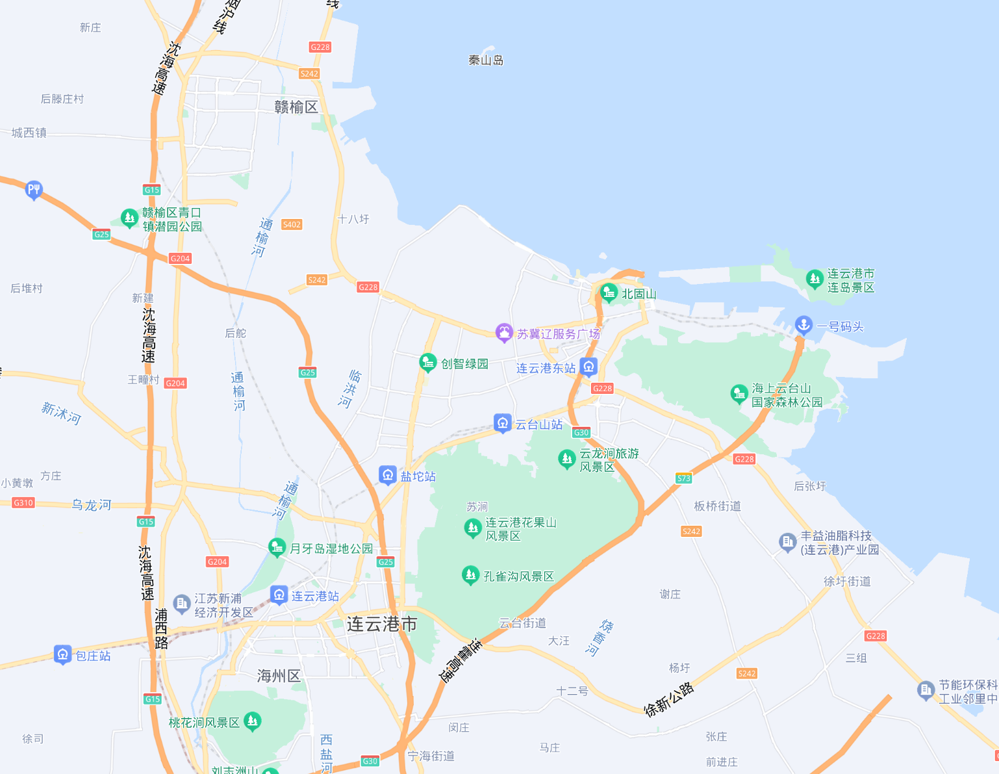 线
烟沪线
新庄
沈海高速
G228
秦山岛
S242
后滕庄村
赣榆区
城西镇
G15
赣榆区青口
镇潜园公园
十八圩
通榆河
S402
G25
G204
后堆村
S242
G228
连云港市
连岛景区
北固山
新建
沈海高速
后舵
苏冀辽服务广场
一号码头
创智绿园
连云港东站
G25
临洪河
王疃村
G204
通榆河
G228
海上云台山
国家森林公园
新沭河
云台山站
G30
云龙涧旅游
风景区
G228
方庄
小黄墩
盐坨站
S73
后张圩
通榆河
G310
乌龙河
苏涧
板桥街道
G15
连云港花果山
风景区
S242
丰益油脂科技
(连云港)产业园
月牙岛湿地公园
沈海高速
G204
G25
孔雀沟风景区
徐圩街道
江苏新浦
经济开发区
连云港站
谢庄
浦西路
连云港市
云台街道
烧香河
大汪
G228
包庄站
连霍高速
三组
海州区
杨圩
S242
十二号
徐新公路
节能环保科
工业邻里中
G15
桃花涧风景区
闵庄
徐司
西盐河
马庄
张庄
宁海街道
G30
前进庄
刘志洲山